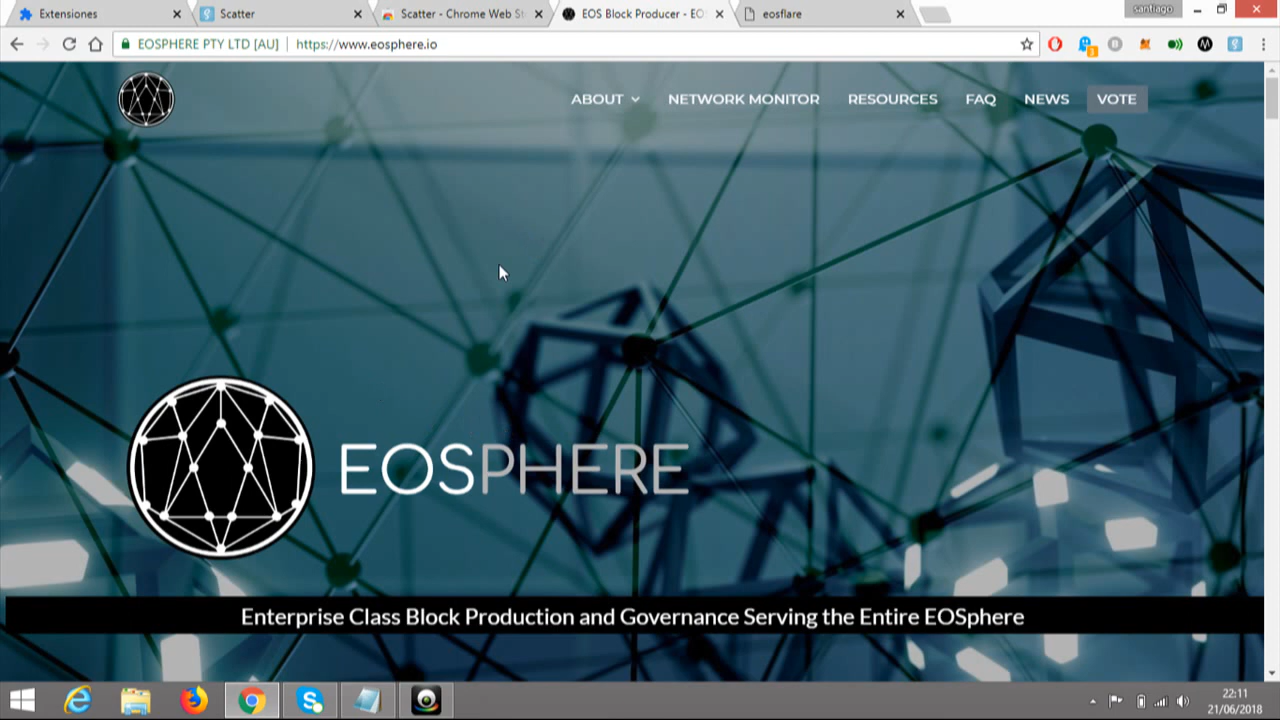 Extensiones
Scatter
Scatter - Chrome Web St
EOS Block Producer - EO
eosflare
santiago
EOSPHERE PTY LTD [AU]
https://www.eosphere.io
3
ABOUT
NETWORK MONITOR
RESOURCES
FAQ
NEWS
VOTE
EOSPHERE
Enterprise Class Block Production and Governance Serving the Entire EOSphere
22:11
21/06/2018